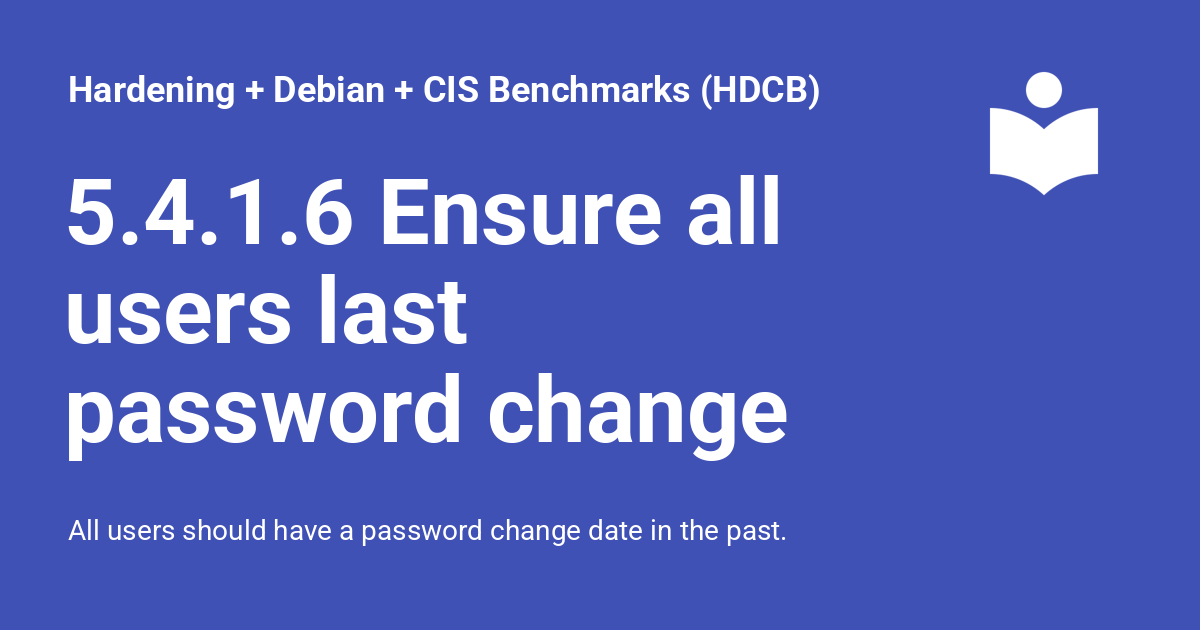 Hardening + Debian + CIS Benchmarks (HDCB)
5.4.1.6 Ensure all
users last
password change
All users should have a password change date in the past.